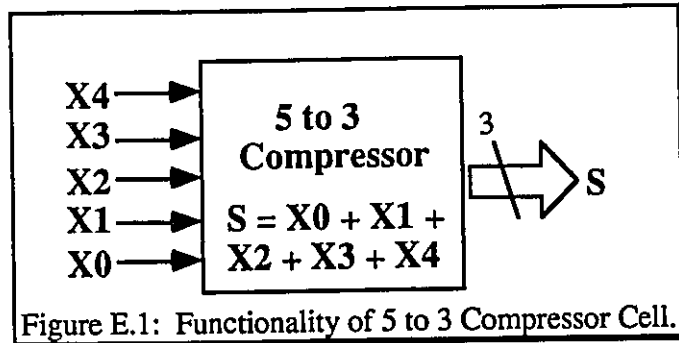 X4
X3
X2
X1
X0
5 to 3
Compressor
S = X0 + X1 +
X2 + X3 + X4
3
S
Figure E.1: Functionality of 5 to 3 Compressor Cell.